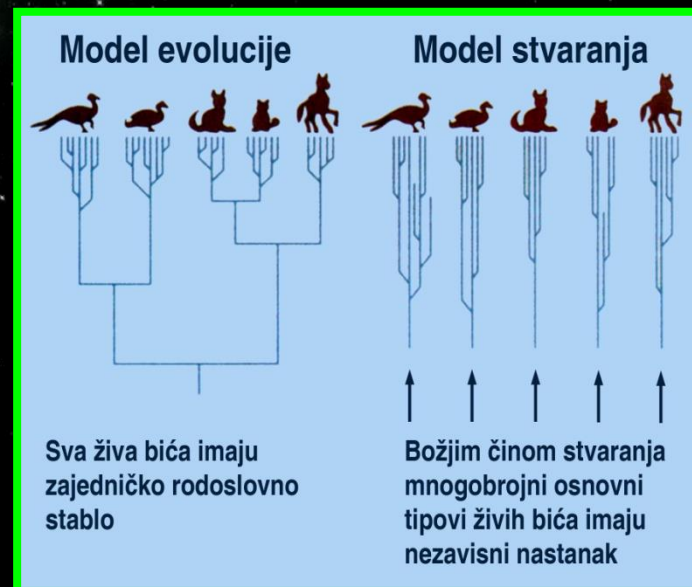 Model evolucije
Model stvaranja
Sva živa bića imaju
zajedničko rodoslovno
stablo
Božjim činom stvaranja
mnogobrojni osnovni
tipovi živih bića imaju
nezavisni nastanak